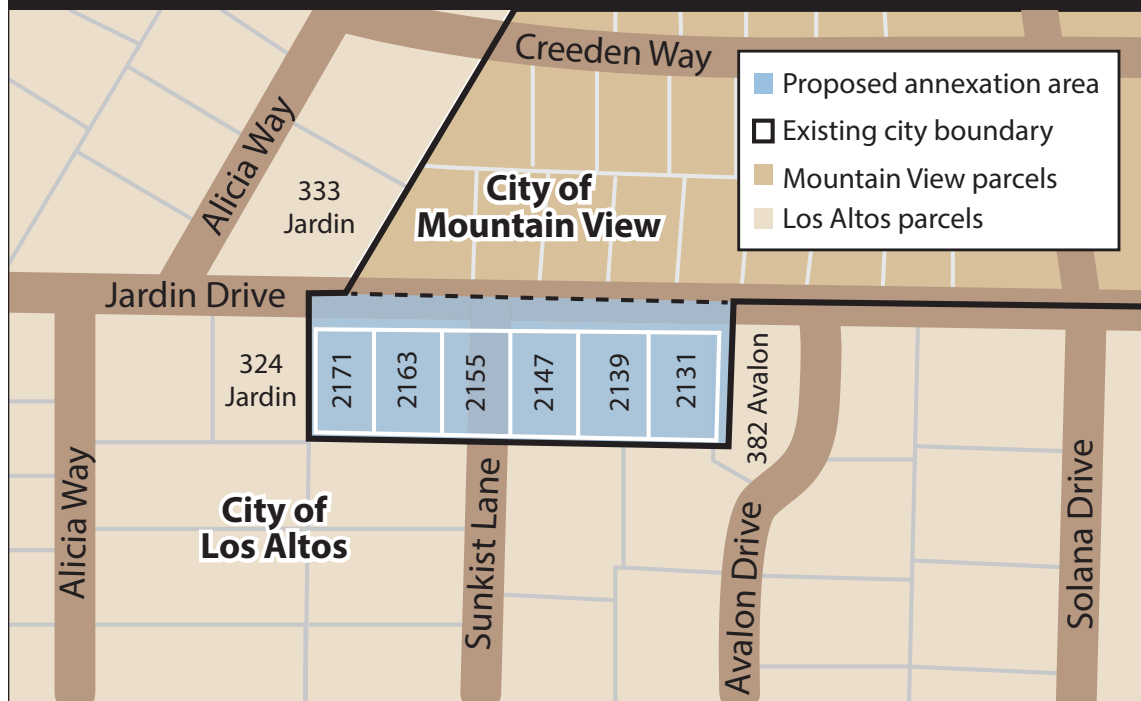 Creeden Way
Proposed annexation area
Existing city boundary
Mountain View parcels
Los Altos parcels
Alicia Way
333
Jardin
City of
Mountain View
Jardin Drive
324
Jardin
2171
2163
2155
2147
2139
2131
382 Avalon
Alicia Way
City of
Los Altos
Sunkist Lane
Avalon Drive
Solana Drive